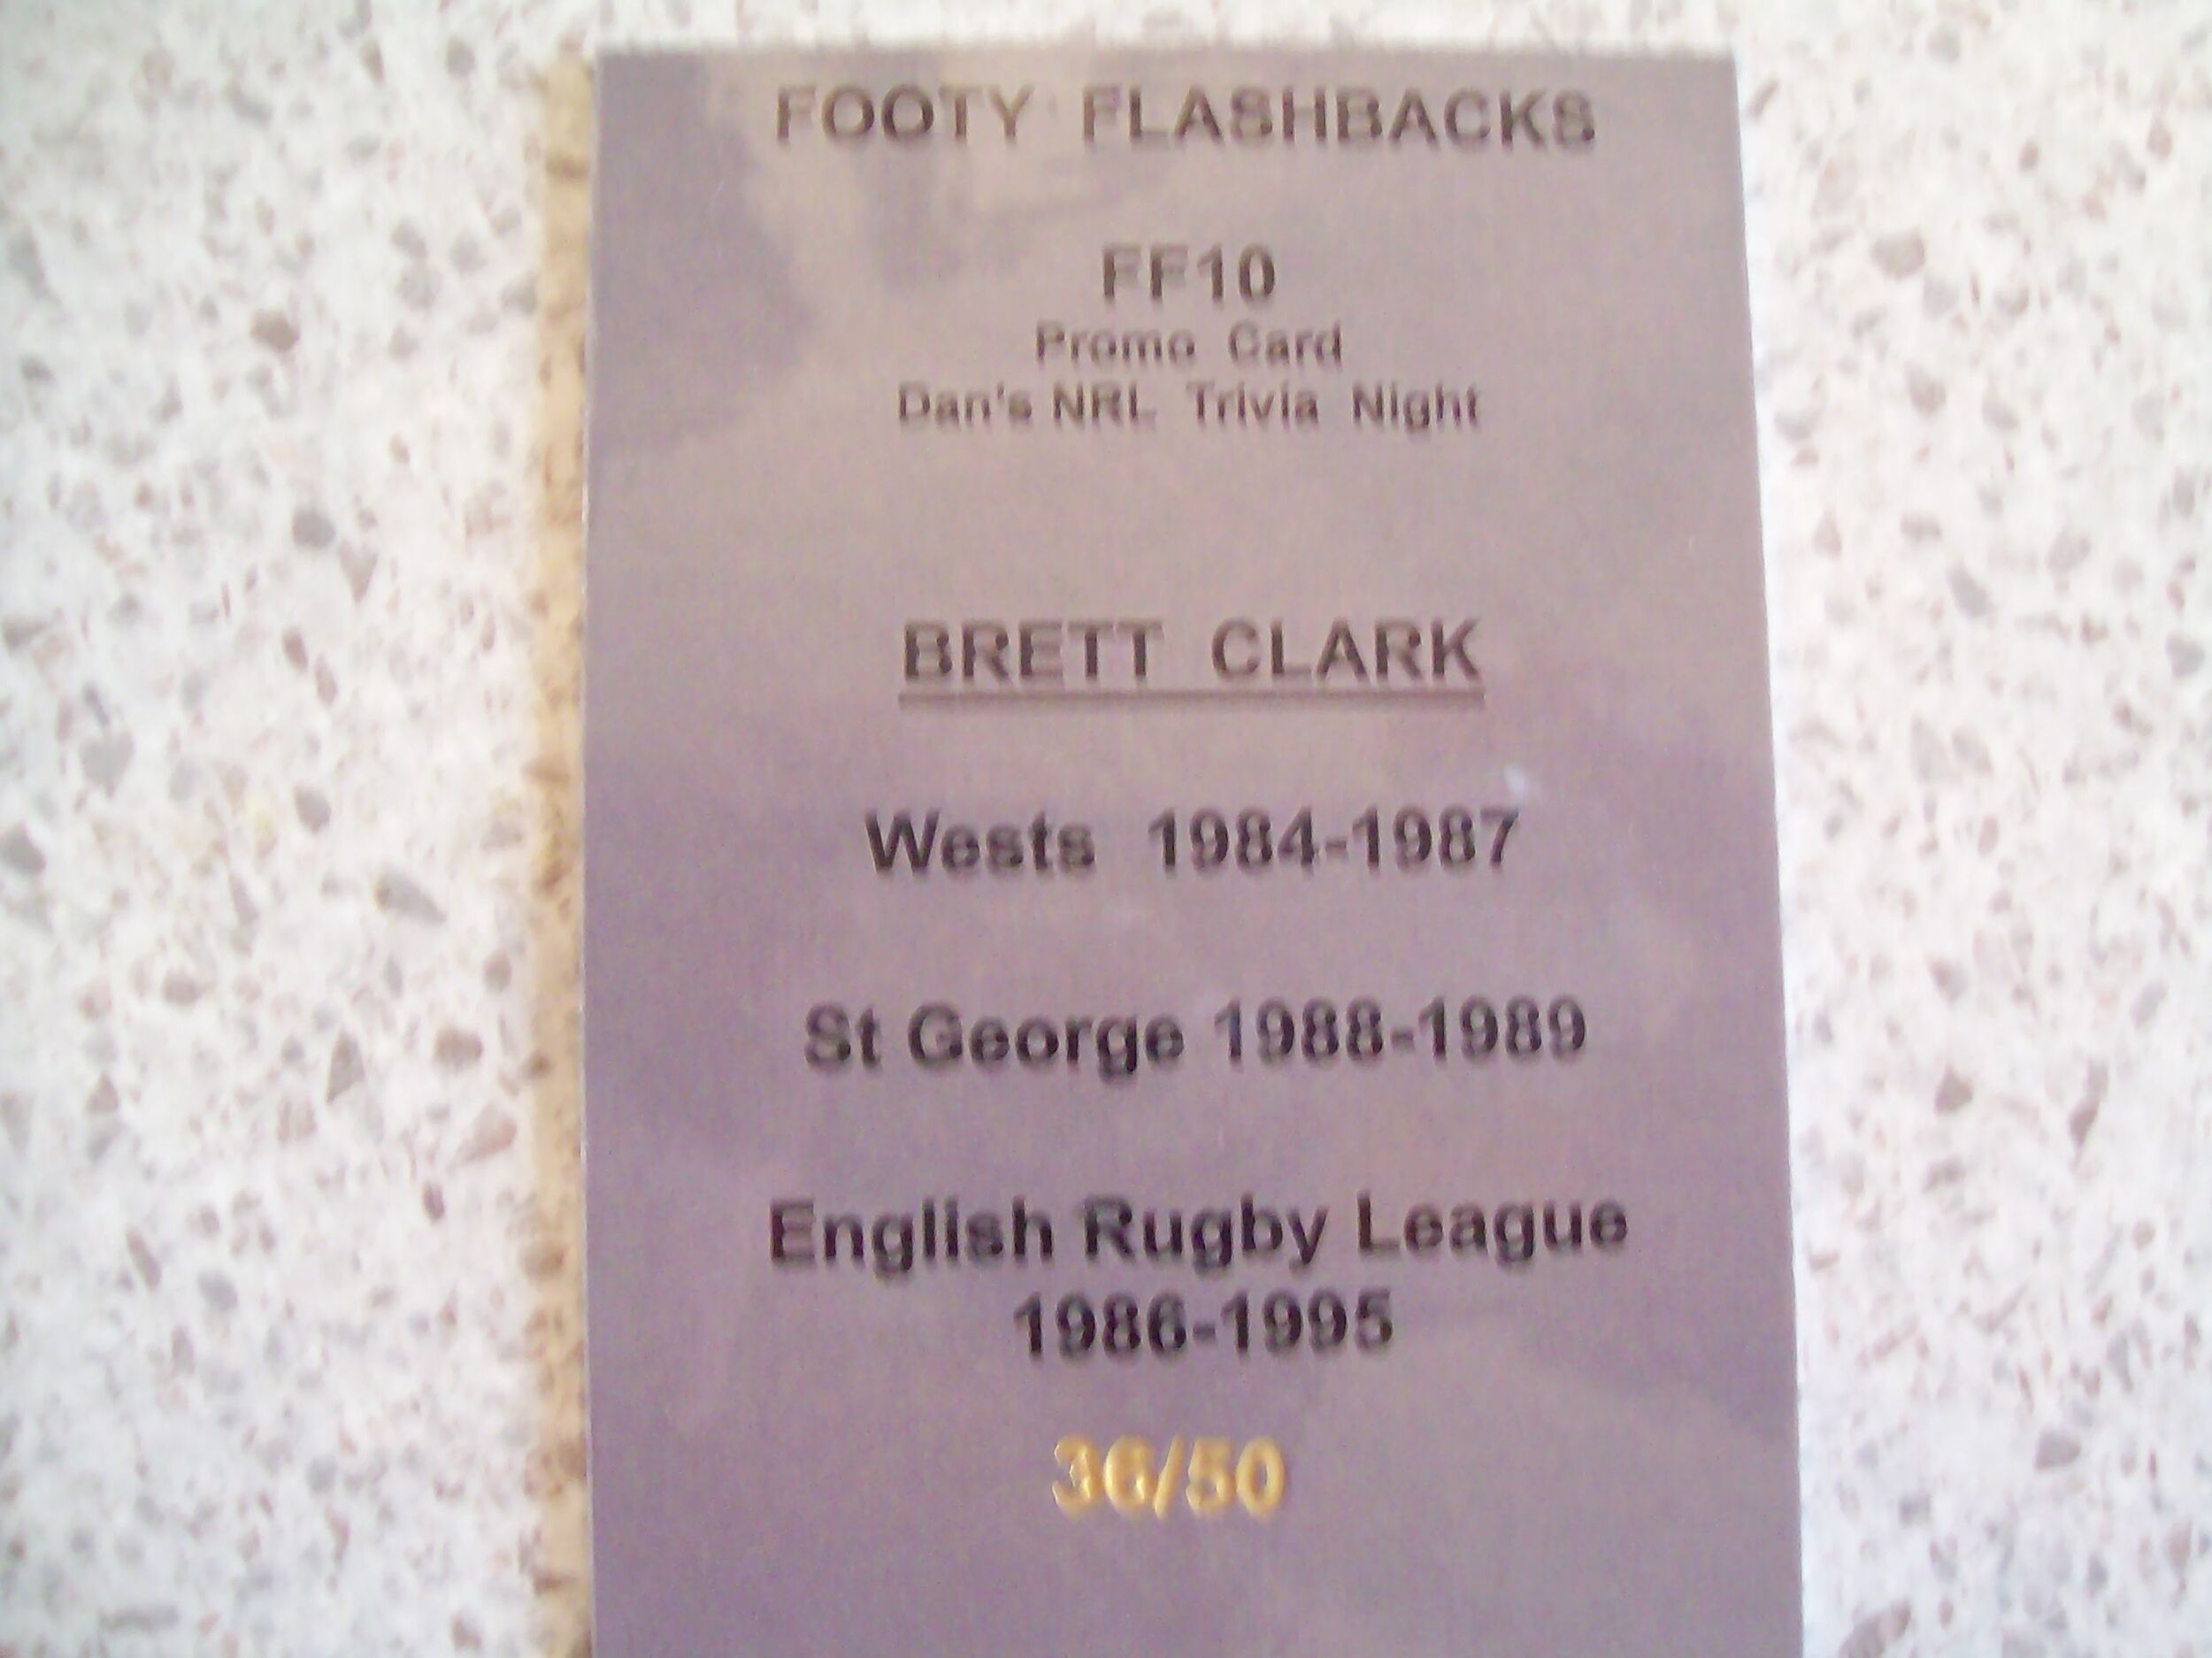 FOOTY FLASHBACKS
FF10
Promo Card
Dan's NRL Trivia Night
BRETT CLARK
Wests 1984-1987
St George 1988-1989
English Rugby League
1986-1995
36/50